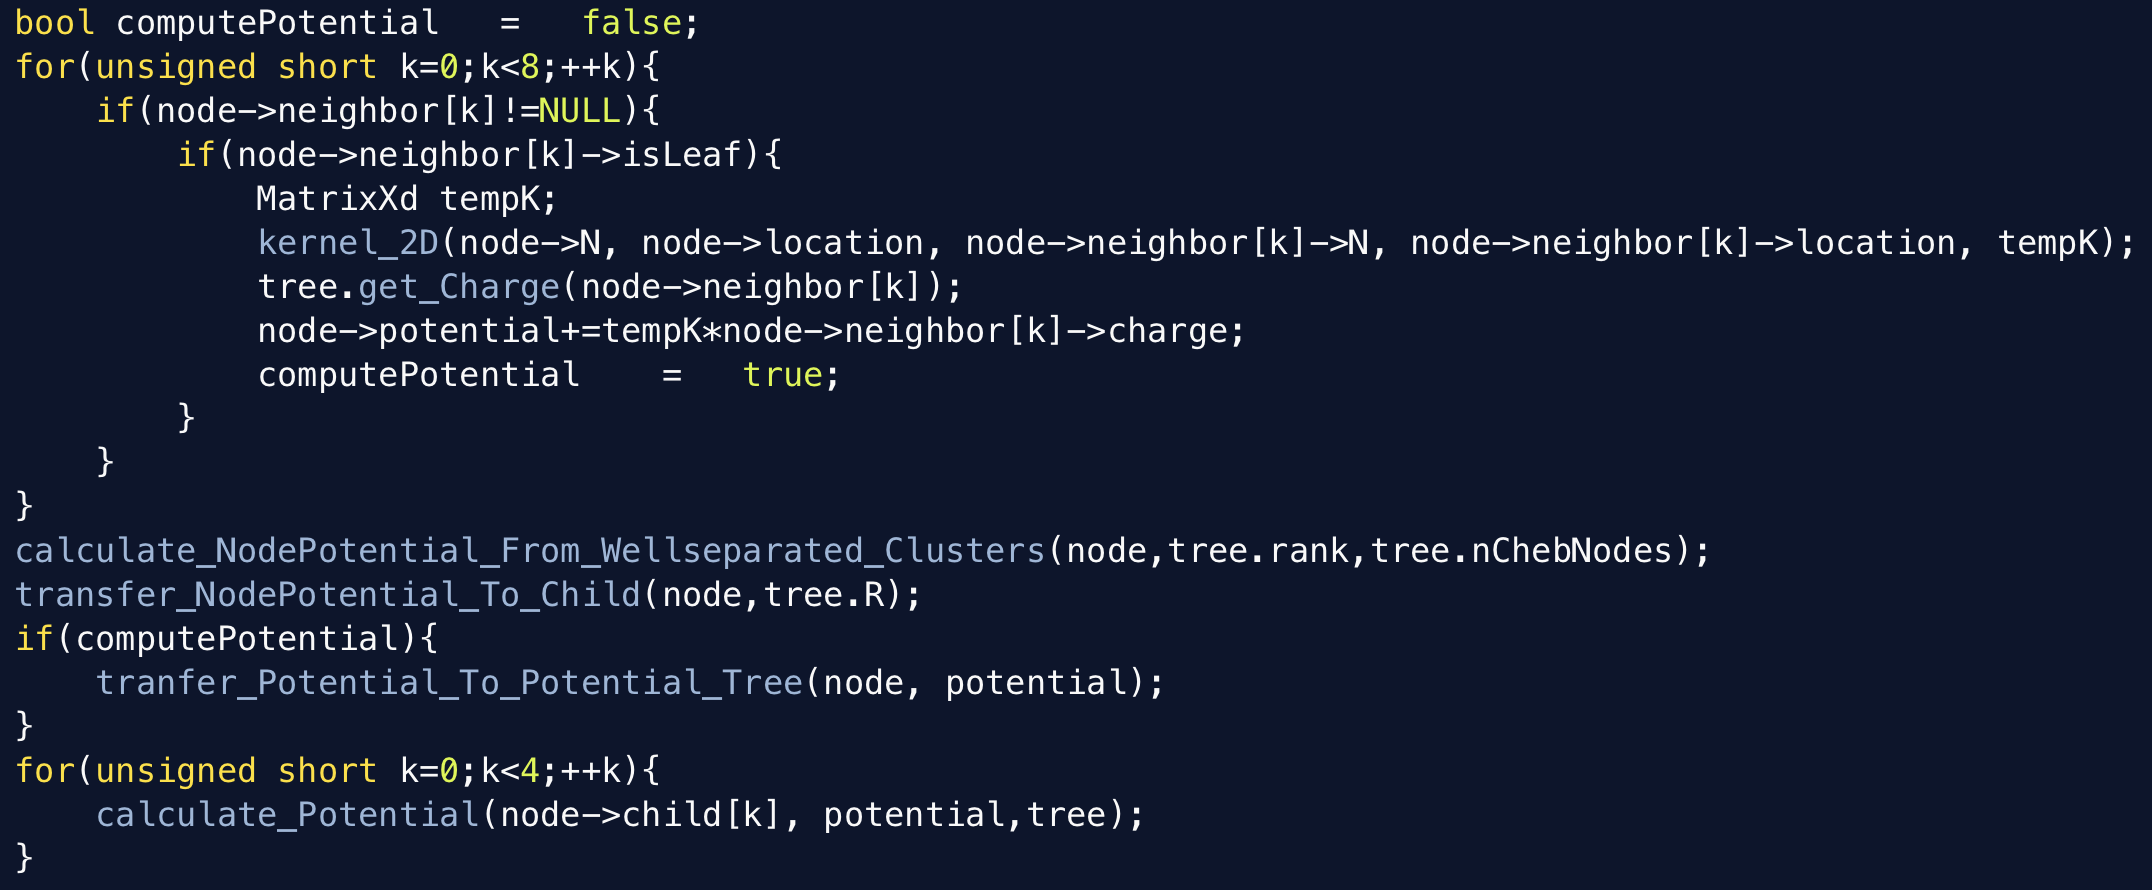 bool computePotential   =   false;
for(unsigned short k=0;k<8;++k){
    if(node->neighbor[k]!=NULL){
        if(node->neighbor[k]->isLeaf){
            MatrixXd tempK;
            kernel_2D(node->N, node->location, node->neighbor[k]->N, node->neighbor[k]->location, tempK);
            tree.get_Charge(node->neighbor[k]);
            node->potential+=tempK*node->neighbor[k]->charge;
            computePotential    =   true;
        }
    }
}
calculate_NodePotential_From_Wellseparated_Clusters(node,tree.rank,tree.nChebNodes);
transfer_NodePotential_To_Child(node,tree.R);
if(computePotential){
    tranfer_Potential_To_Potential_Tree(node, potential);
}
for(unsigned short k=0;k<4;++k){
    calculate_Potential(node->child[k], potential,tree);
}